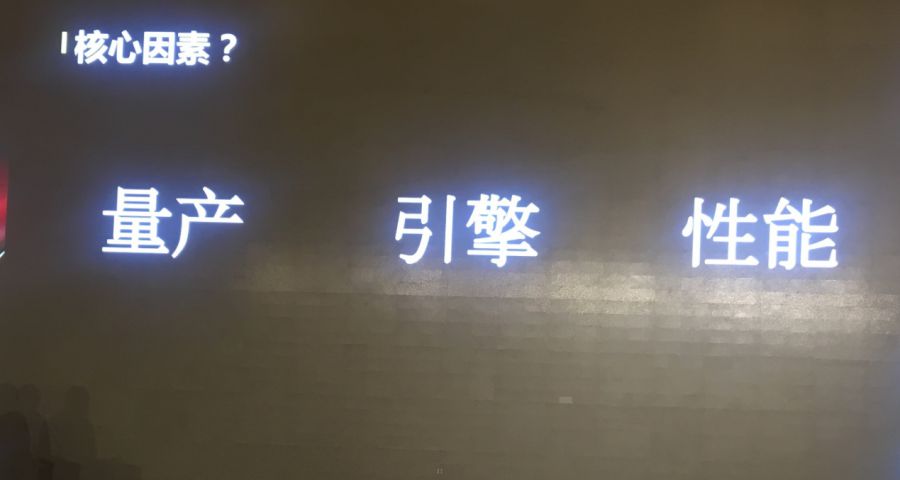 核心因素？
量产 引擎 性能